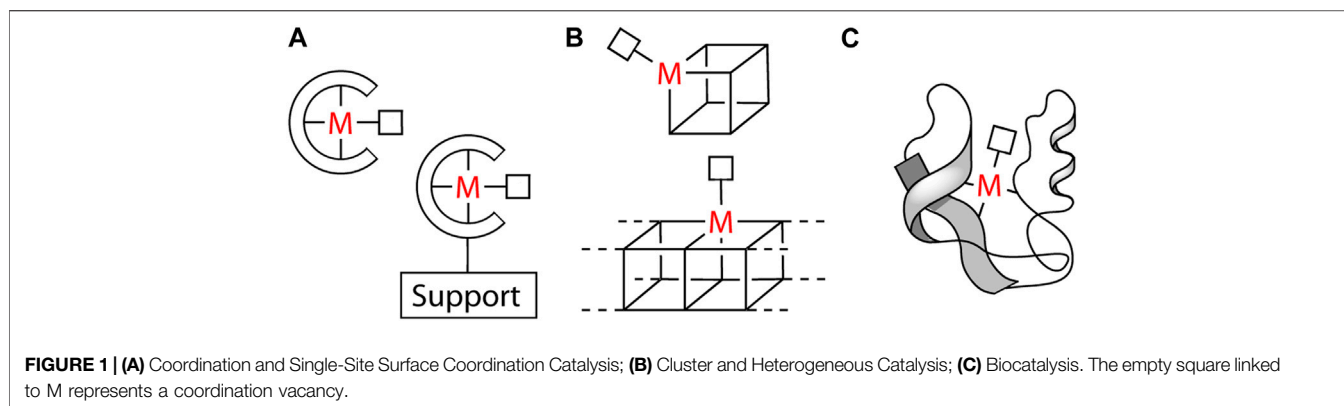 A
B
C
M
M
M
M
M
Support
FIGURE 1 | (A) Coordination and Single-Site Surface Coordination Catalysis; (B) Cluster and Heterogeneous Catalysis; (C) Biocatalysis. The empty square linked
to M represents a coordination vacancy.